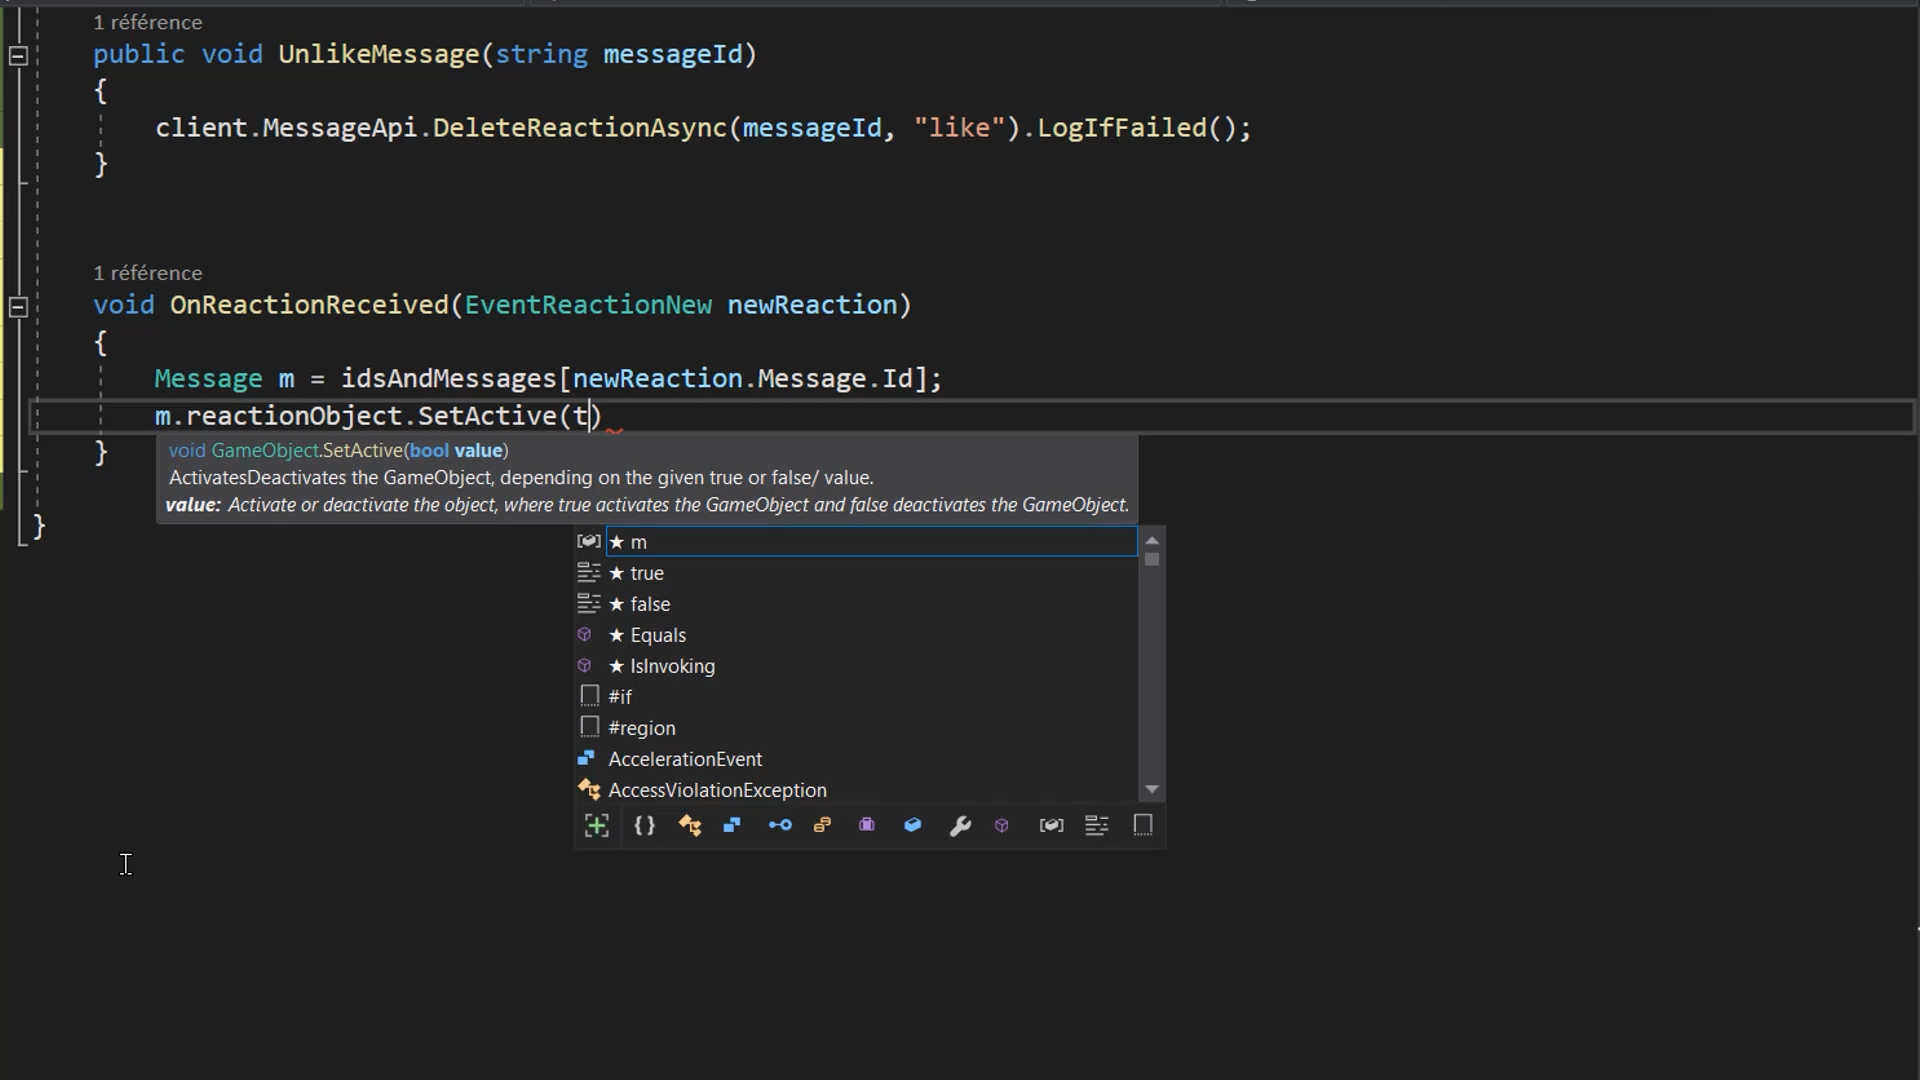 1 référence
public void UnlikeMessage(string messageId)
{
client.MessageApi.DeleteReactionAsync(messageId, "like").LogIfFailed();
}
1 référence
void OnReactionReceived(EventReactionNew newReaction)
{
Message m = idsAndMessages[newReaction.Message.Id];
m.reactionObject.SetActive(t)
}
void GameObject.SetActive(bool value)
ActivatesDeactivates the GameObject, depending on the given true or false/ value.
value: Activate or deactivate the object, where true activates the GameObject and false deactivates the GameObject.
}
★ m
★ true
★ false
★ Equals
★ IsInvoking
#if
#region
AccelerationEvent
AccessViolationException